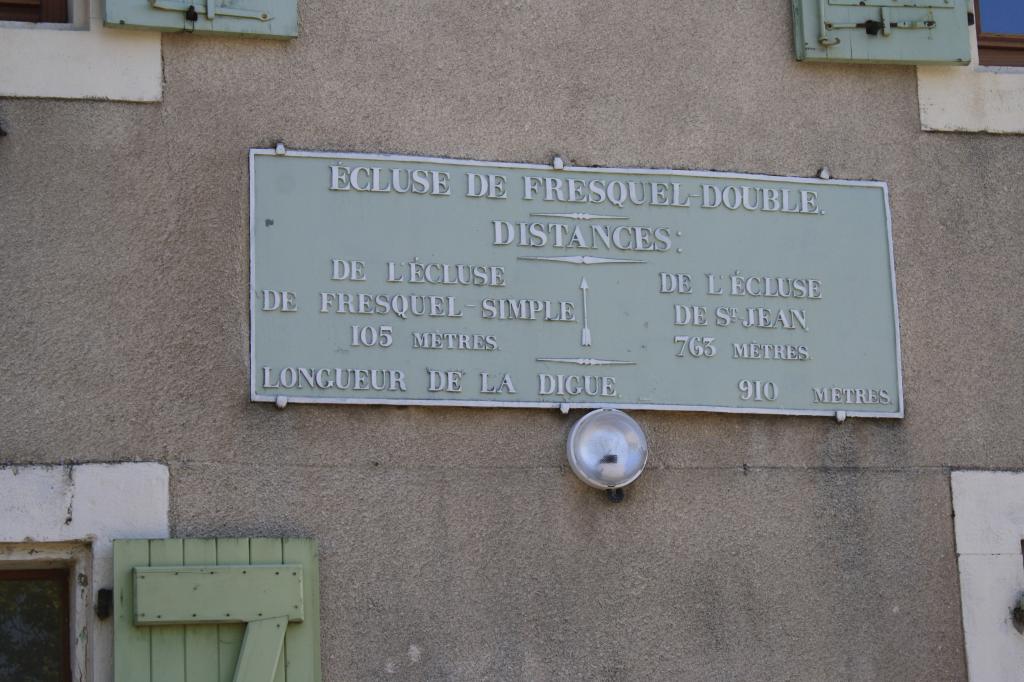 ÉCLUSE DE FRESQUEL-DOUBLE.
DISTANCES:
DE L'ÉCLUSE
DE FRESQUEL-SIMPLE
105 MÈTRES.
DE L'ÉCLUSE
DE ST. JEAN
763 MÈTRES.
LONGUEUR DE LA DIGUE. 910 MÈTRES.